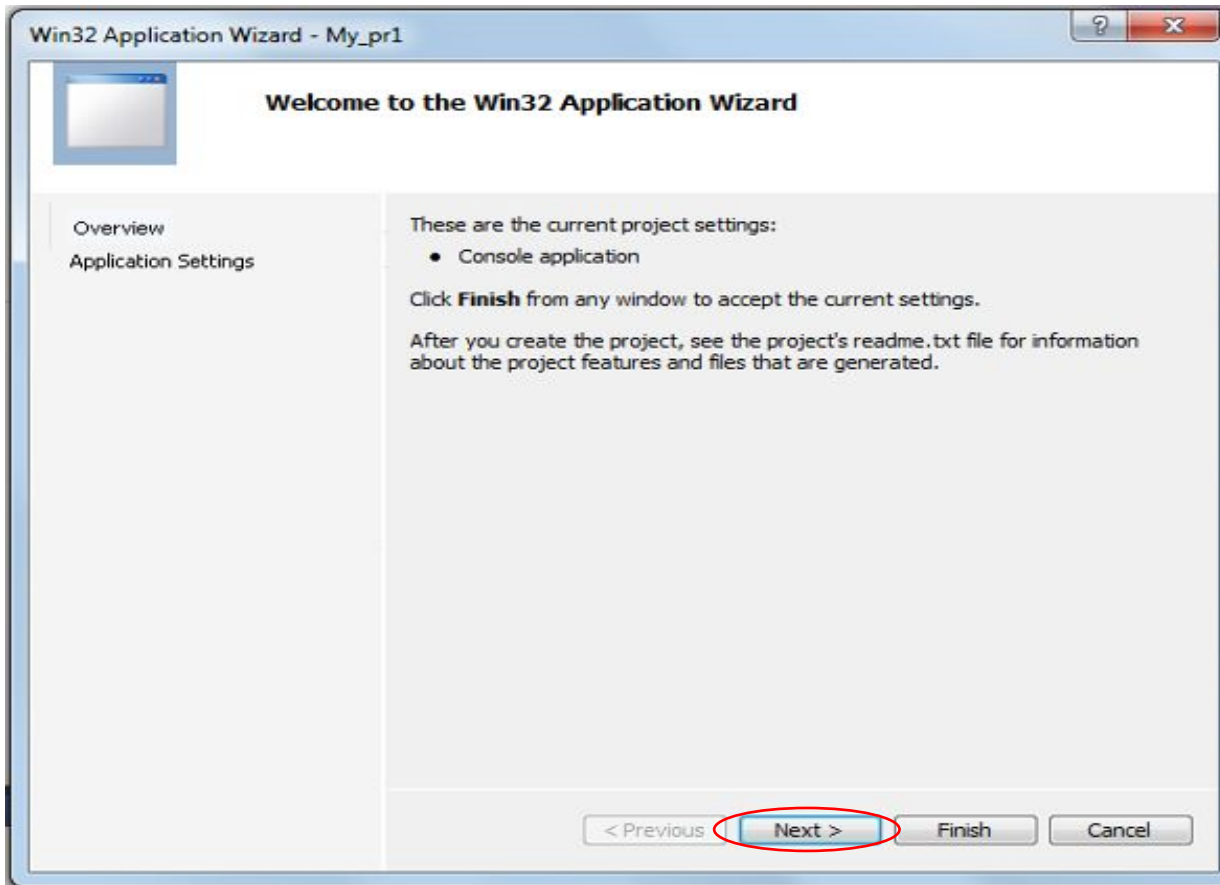 Win32 Application Wizard - My_pr1
?
X
Welcome to the Win32 Application Wizard
Overview
Application Settings
These are the current project settings:
● Console application
Click Finish from any window to accept the current settings.
After you create the project, see the project's readme.txt file for information
about the project features and files that are generated.
< Previous
Next >
Finish
Cancel